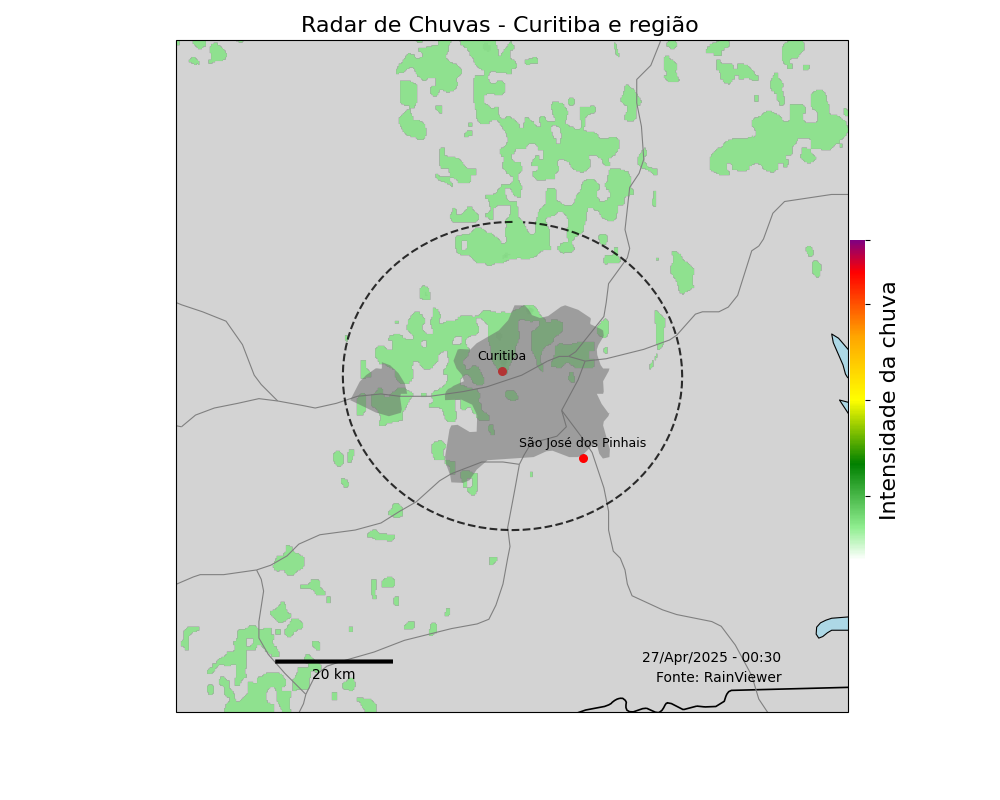 Radar de Chuvas - Curitiba e região
Curitiba
São José dos Pinhais
Intensidade da chuva
27/Apr/2025 - 00:30
Fonte: RainViewer
20 km